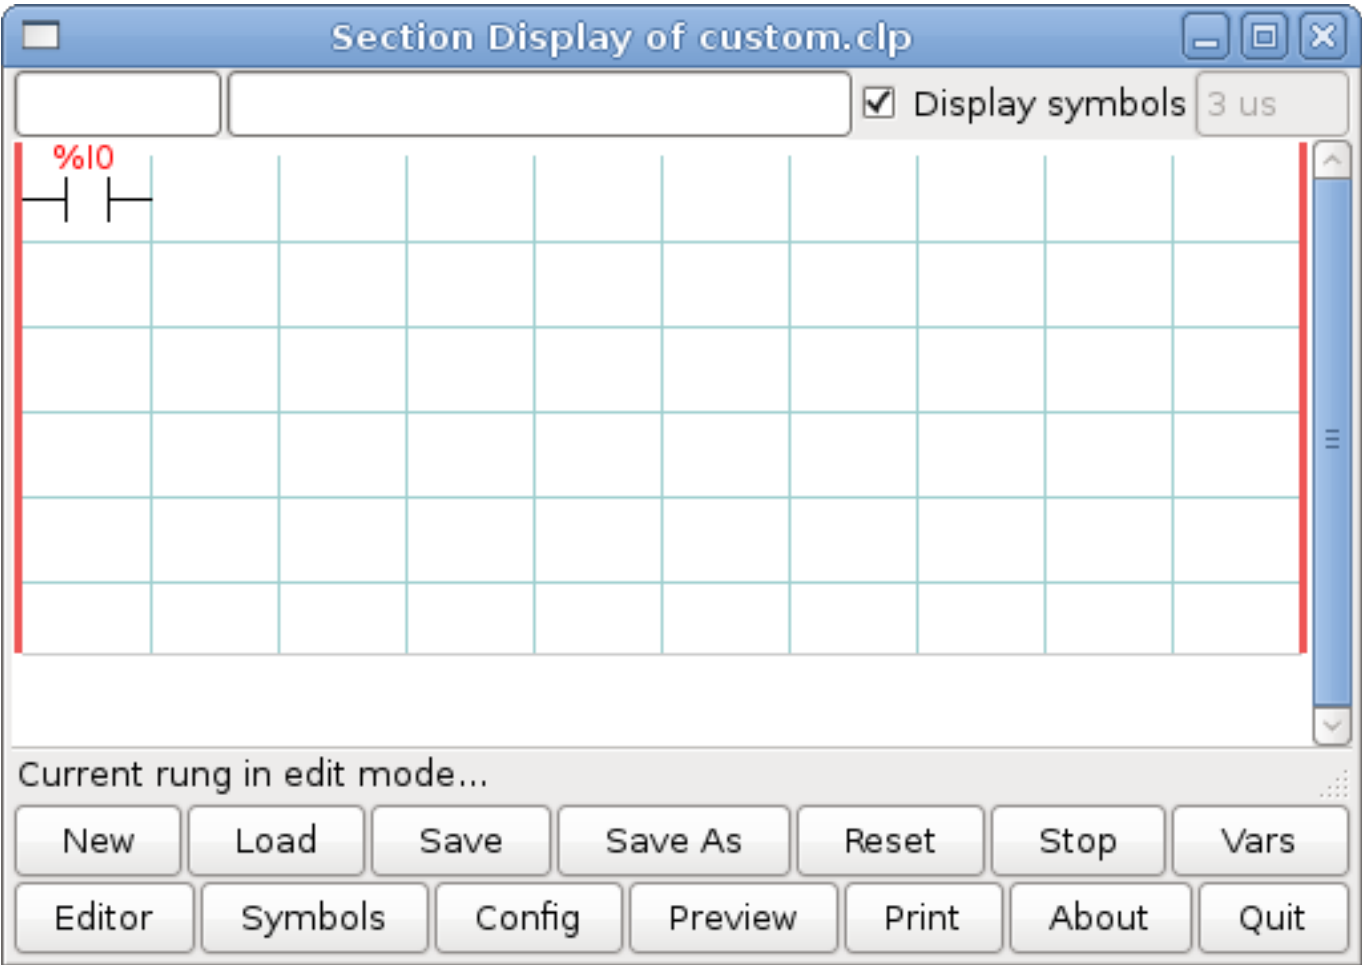 Section Display of custom.clp
Display symbols 3 us
%I0
Current rung in edit mode...
New Load Save Save As Reset Stop Vars
Editor Symbols Config Preview Print About Quit